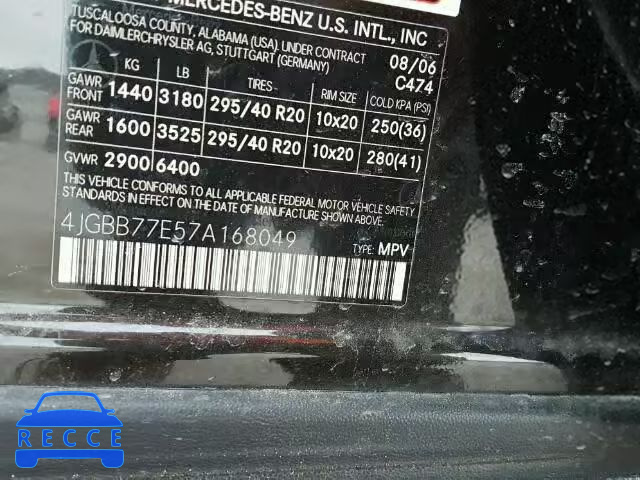 MERCEDES-BENZ U.S. INTL., INC
TUSCALOOSA COUNTY, ALABAMA (USA). UNDER CONTRACT
FOR DAIMLERCHRYSLER AG, STUTTGART (GERMANY)
08/06
C474
KG LB TIRES RIM SIZE COLD KPA (PSI)
GAWR FRONT 1440 3180 295/40 R20 10x20 250(36)
GAWR REAR 1600 3525 295/40 R20 10x20 280(41)
GVWR 2900 6400
THIS VEHICLE CONFORMS TO ALL APPLICABLE FEDERAL MOTOR VEHICLE
SAFETY STANDARDS IN EFFECT ON THE DATE OF MANUFACTURE SHOWN ABOVE.
4JGBB77E57A168049
TYPE: MPV
RECCE